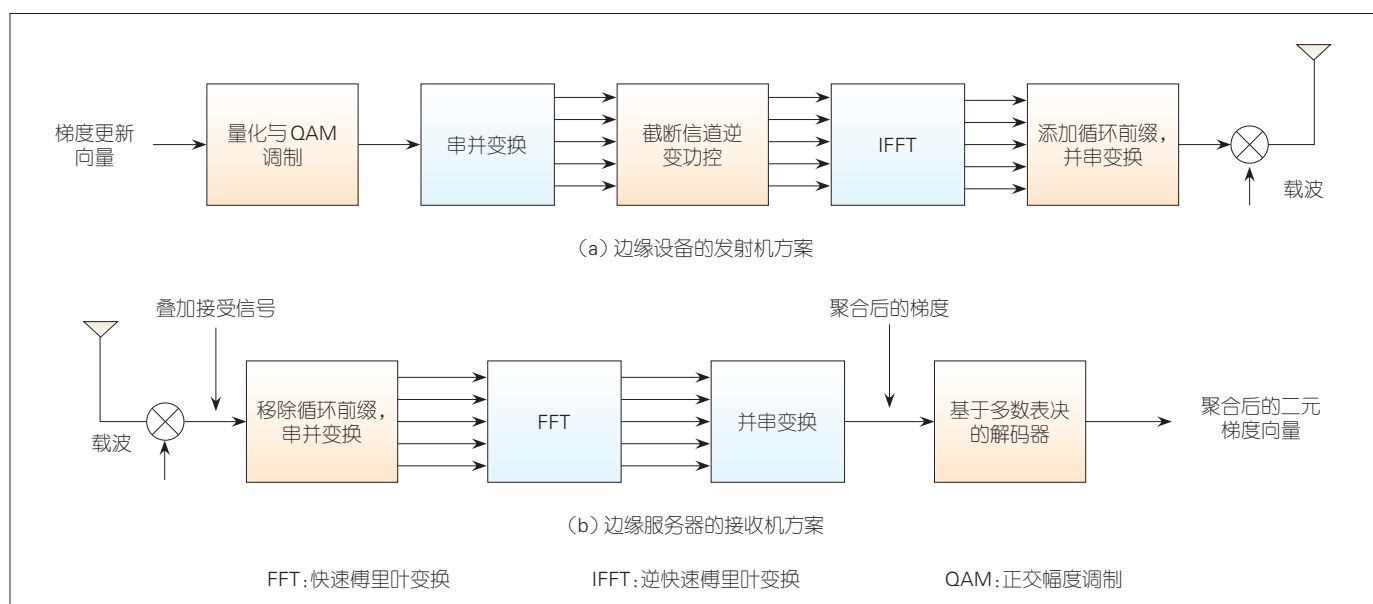 梯度更新
向量
量化与QAM
调制
串并变换
截断信道逆
变功控
IFFT
添加循环前缀，
并串变换
载波
（a）边缘设备的发射机方案
叠加接受信号
聚合后的梯度
载波
移除循环前缀，
串并变换
FFT
并串变换
基于多数表决
的解码器
聚合后的二元
梯度向量
（b）边缘服务器的接收机方案
FFT：快速傅里叶变换 IFFT：逆快速傅里叶变换 QAM：正交幅度调制